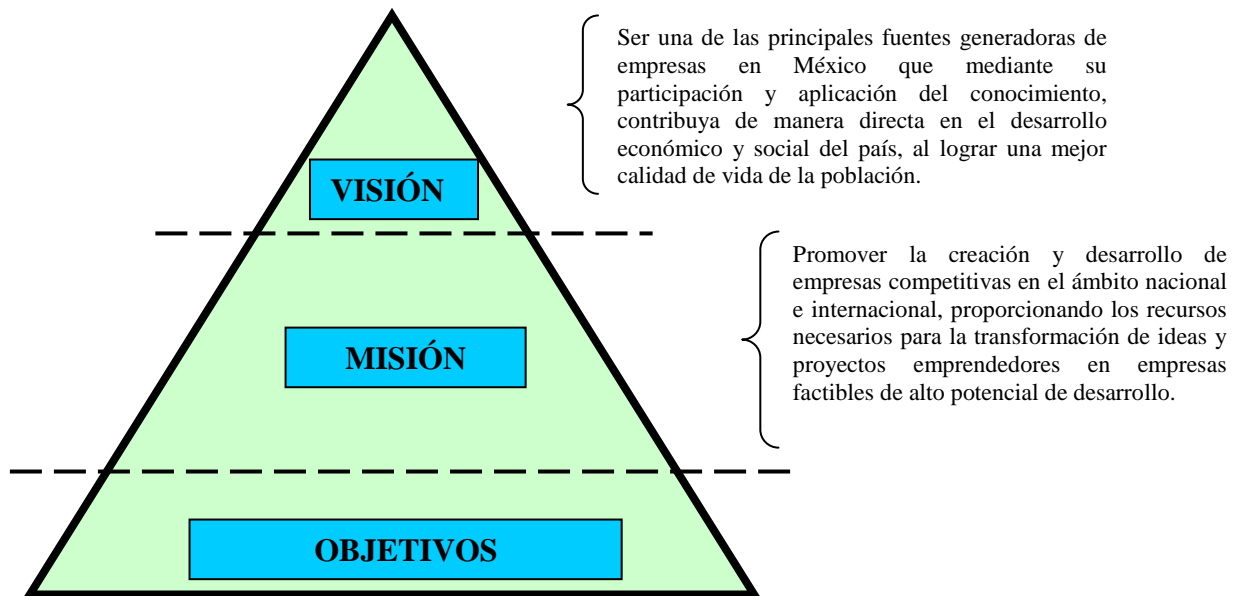 Ser una de las principales fuentes generadoras de
empresas en México que mediante su
participación y aplicación del conocimiento,
contribuya de manera directa en el desarrollo
económico y social del país, al lograr una mejor
calidad de vida de la población.
VISIÓN
Promover la creación y desarrollo de
empresas competitivas en el ámbito nacional
e internacional, proporcionando los recursos
necesarios para la transformación de ideas y
proyectos emprendedores en empresas
factibles de alto potencial de desarrollo.
MISIÓN
OBJETIVOS